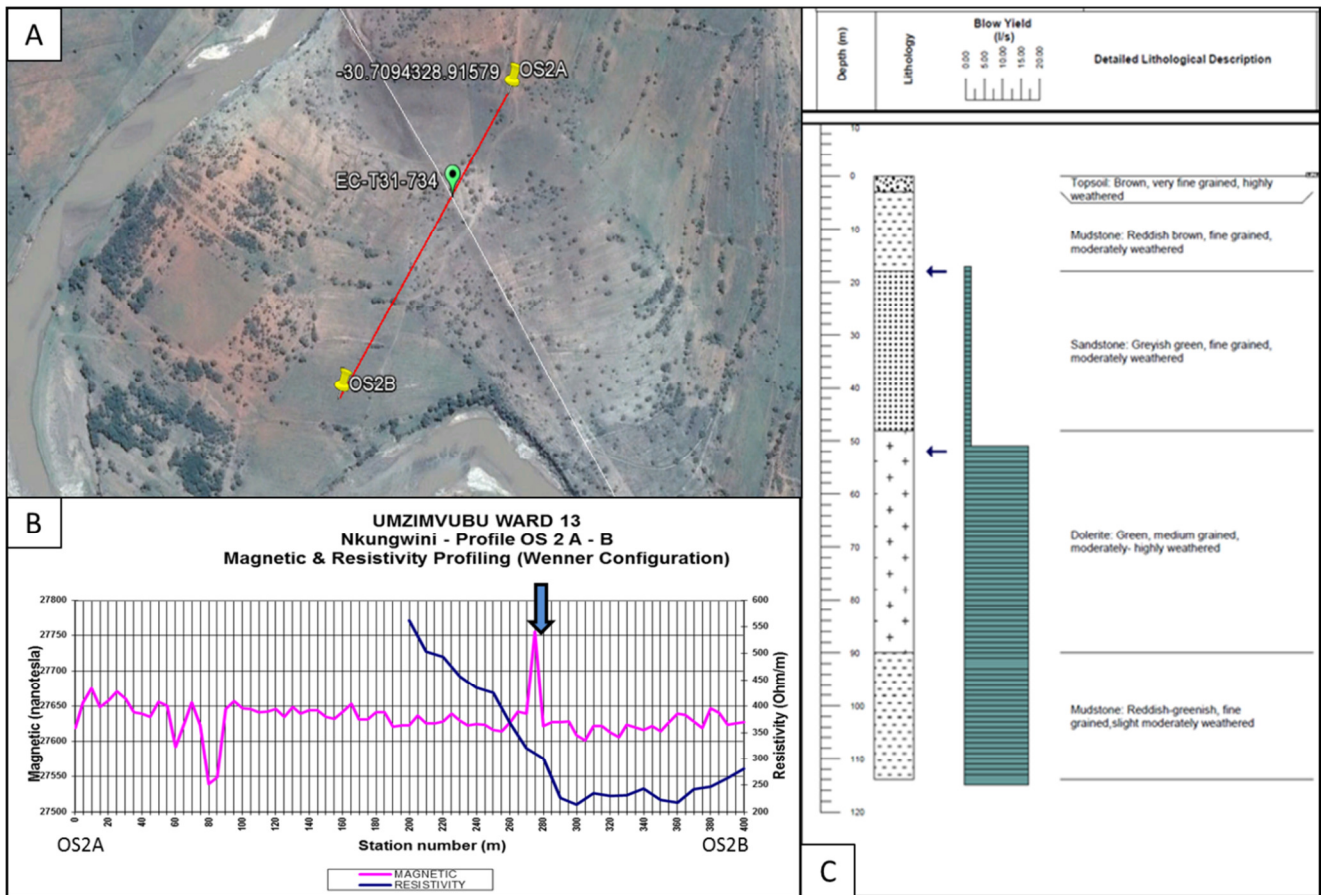 A
-30.7094328.91579
OS2A
EC-T31-734
OS2B
B
UMZIMVUBU WARD 13
Nkungwini - Profile OS 2 A - B
Magnetic & Resistivity Profiling (Wenner Configuration)
Magnetic (nanotesla)
27800
27750
27700
27650
27600
27550
27500
Resistivity (Ohm/m)
600
550
500
450
400
350
300
250
200
0
20
40
60
80
100
120
140
160
180
200
220
240
260
280
300
320
340
360
380
400
OS2A
Station number (m)
OS2B
MAGNETIC
RESISTIVITY
Depth (m)
Lithology
Blow Yield
(l/s)
0.00
5.00
10.00
15.00
20.00
Detailed Lithological Description
10
0
10
20
30
40
50
60
70
80
90
100
110
120
Topsoil: Brown, very fine grained, highly
weathered
Mudstone: Reddish brown, fine grained,
moderately weathered
Sandstone: Greyish green, fine grained,
moderately weathered
Dolerite: Green, medium grained,
moderately- highly weathered
Mudstone: Reddish-greenish, fine
grained,slight moderately weathered
C